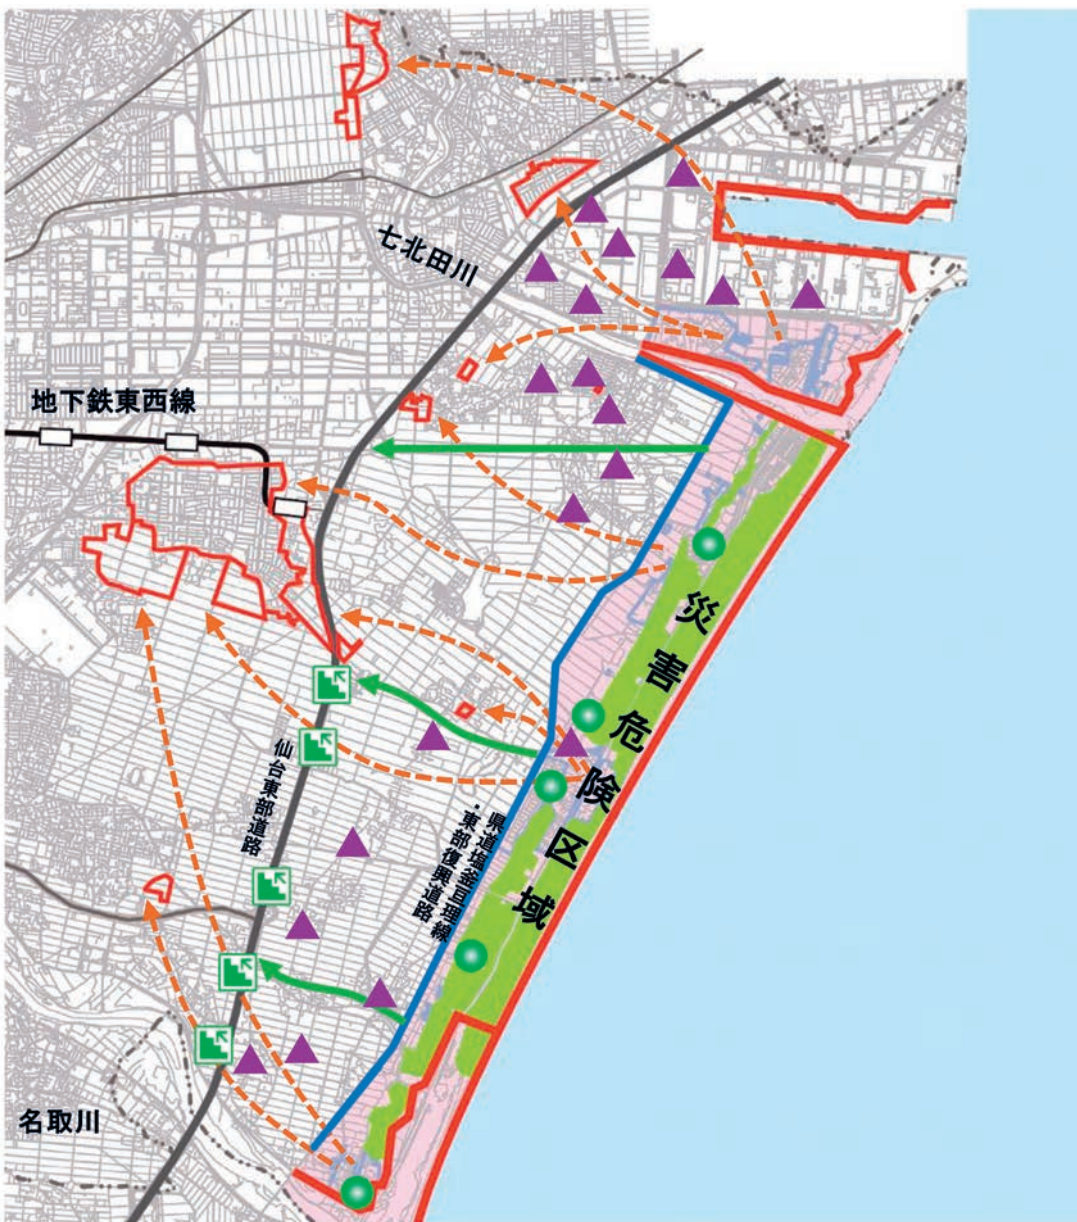 七北田川
地下鉄東西線
災害危険区域
仙台東部道路
県道塩釜亘理線
・東部復興道路
名取川